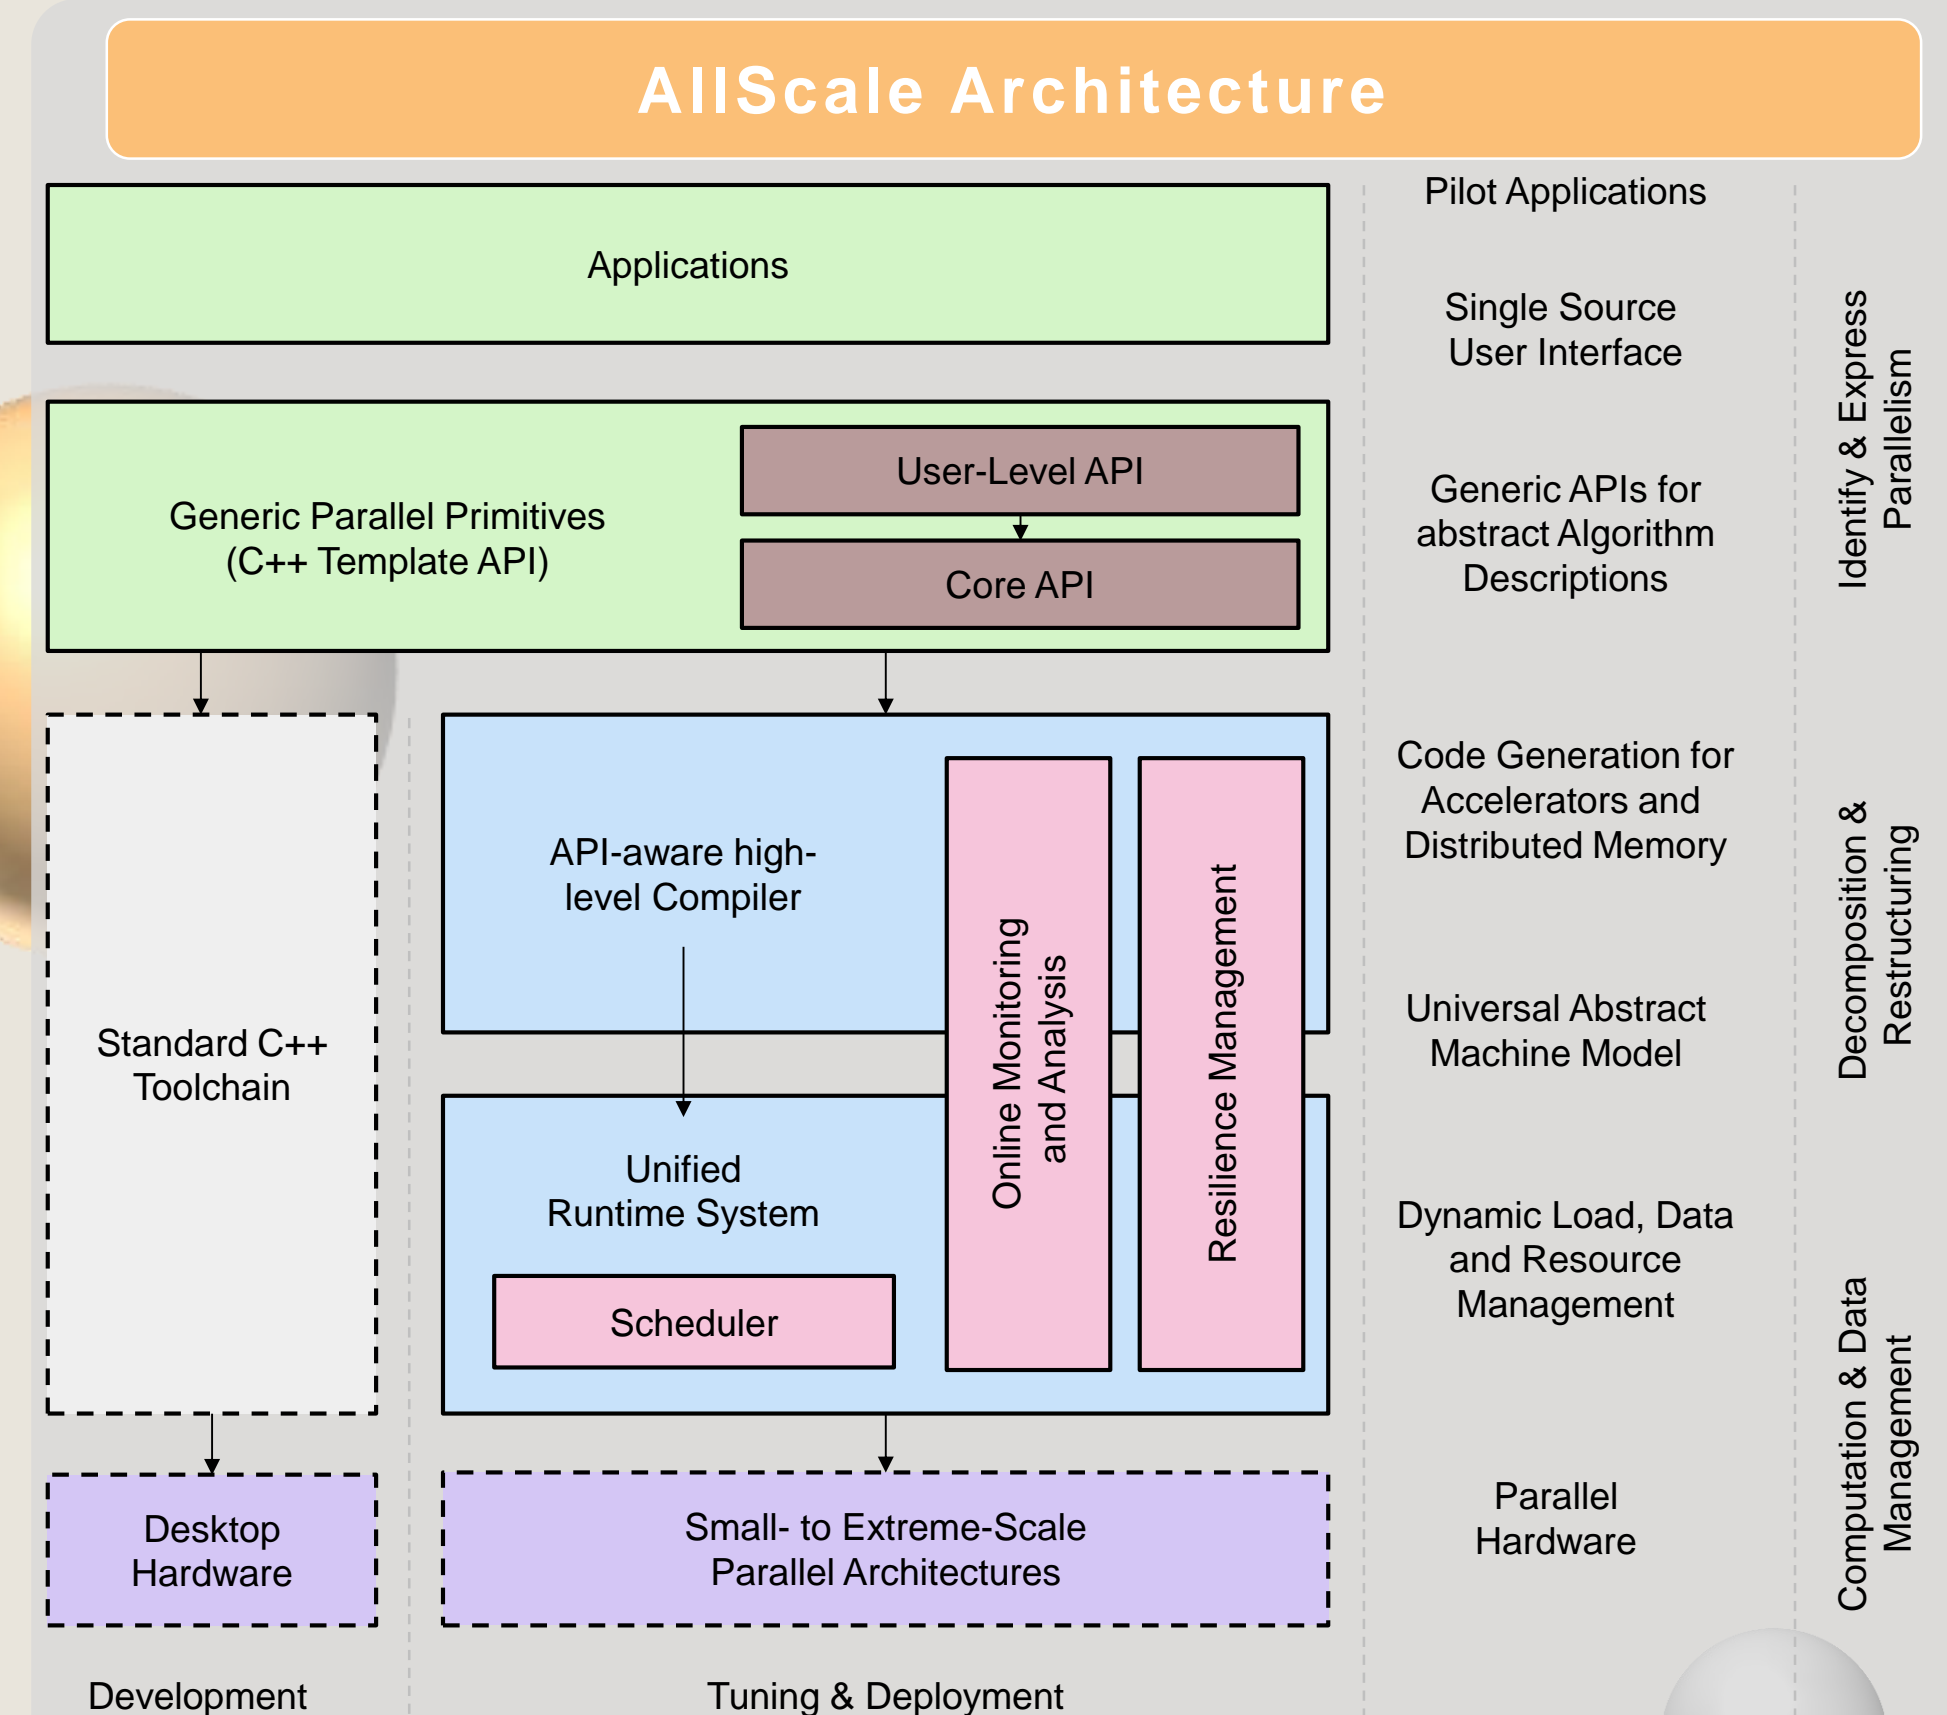 AllScale Architecture
Applications
Generic Parallel Primitives
(C++ Template API)
User-Level API
Core API
Standard C++
Toolchain
API-aware high-
level Compiler
Unified
Runtime System
Scheduler
Online Monitoring
and Analysis
Resilience Management
Desktop
Hardware
Small- to Extreme-Scale
Parallel Architectures
Development
Tuning & Deployment
Pilot Applications
Single Source
User Interface
Generic APIs for
abstract Algorithm
Descriptions
Code Generation for
Accelerators and
Distributed Memory
Universal Abstract
Machine Model
Dynamic Load, Data
and Resource
Management
Parallel
Hardware
Identify & Express
Parallelism
Decomposition &
Restructuring
Computation & Data
Management